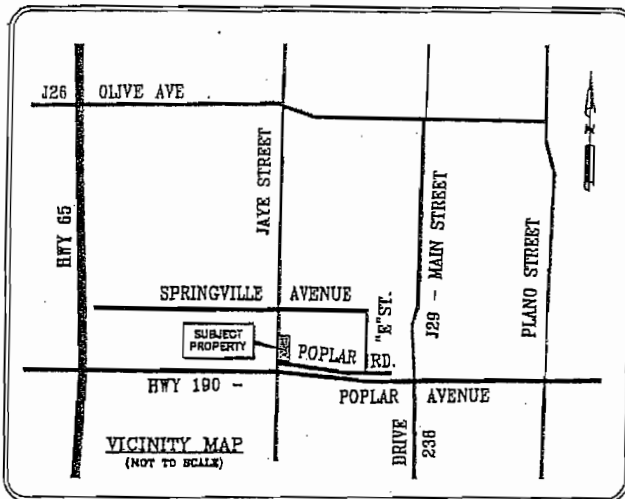 J26 OLIVE AVE
N
HWY 65
JAYE STREET
J29 - MAIN STREET
PLANO STREET
SPRINGVILLE AVENUE
"E" ST.
SUBJECT
PROPERTY
POPLAR RD.
HWY 190 -
POPLAR AVENUE
DRIVE 236
VICINITY MAP
(NOT TO SCALE)